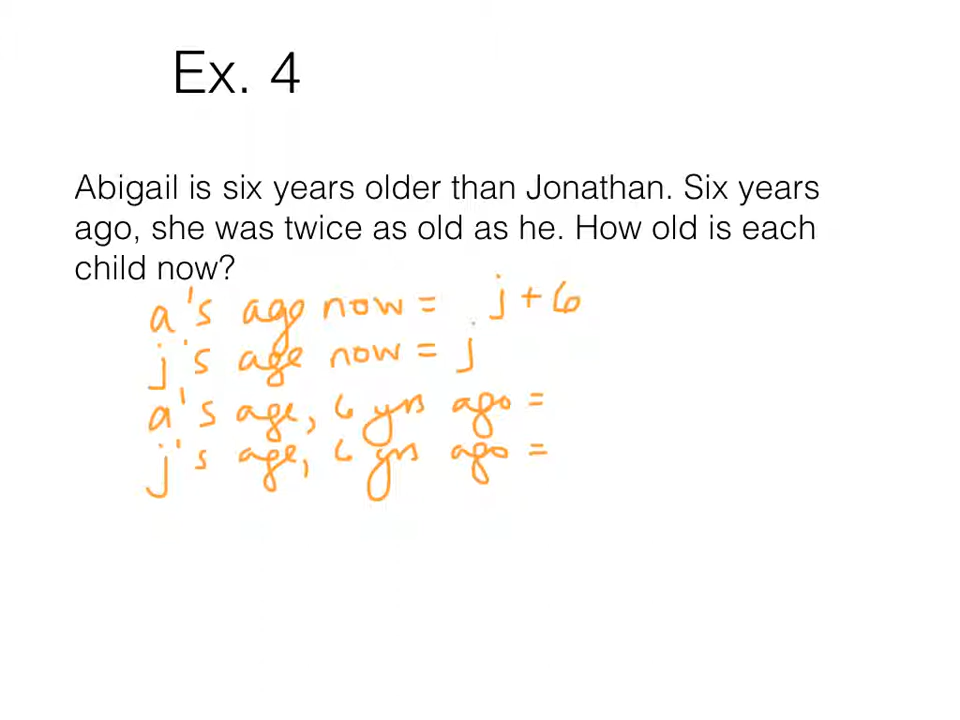 Ex. 4
Abigail is six years older than Jonathan. Six years
ago, she was twice as old as he. How old is each
child now?
a's age now = j + 6
j's age now = j
a's age, 6 yrs ago =
j's age, 6 yrs ago =